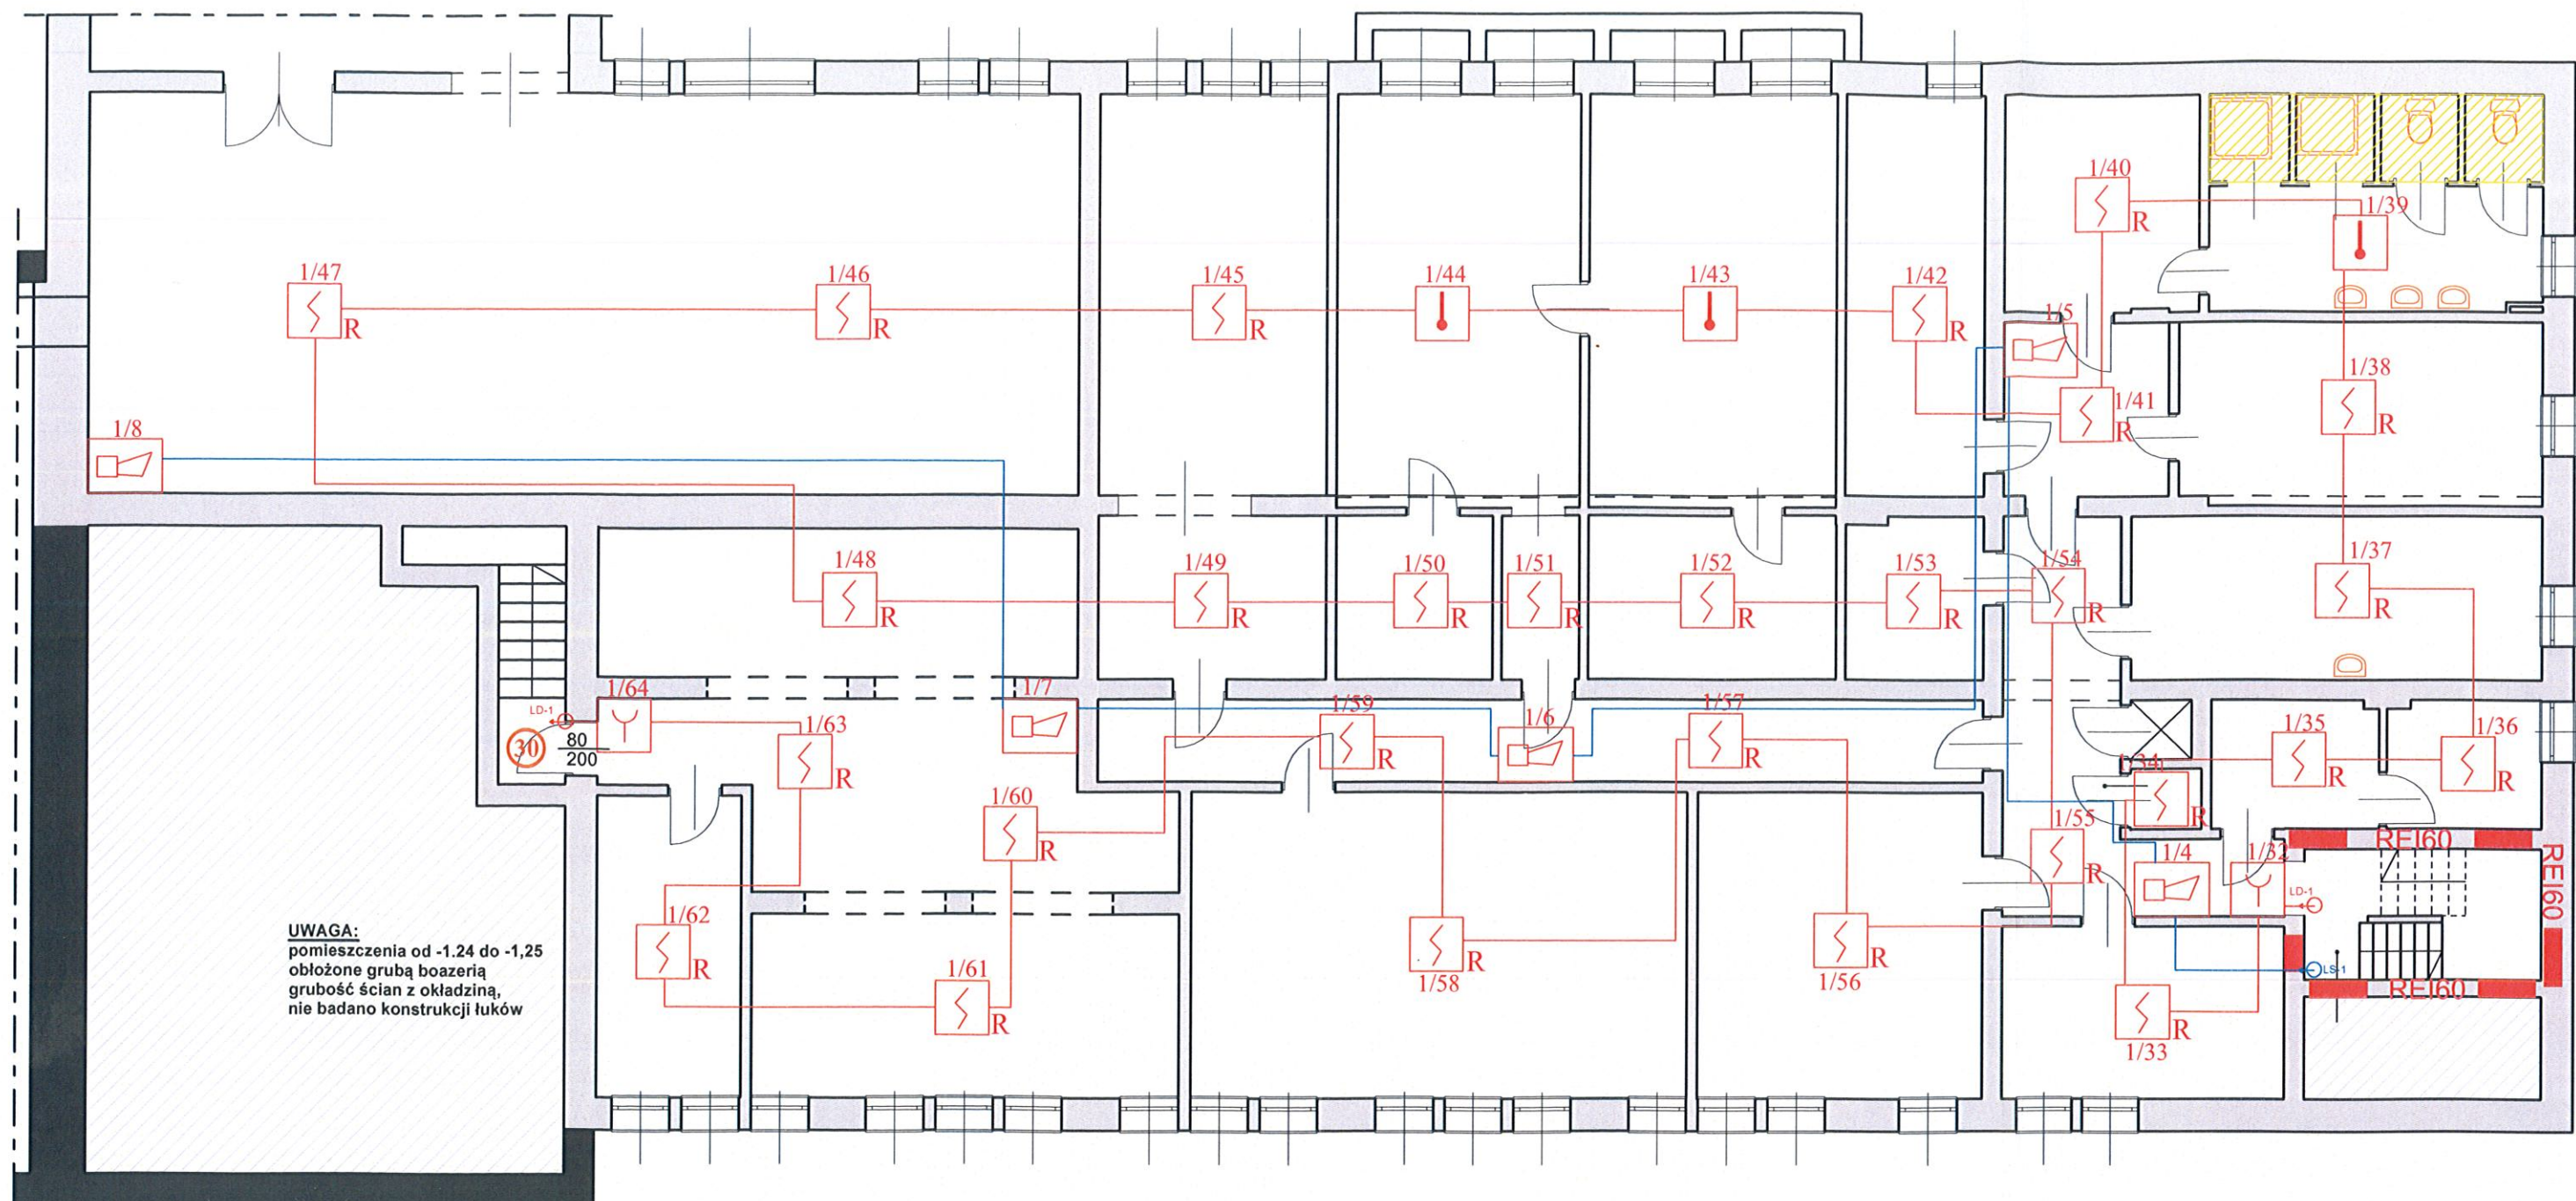 1/40
1/39
1/47
R
1/46
R
1/45
R
1/44
1/43
1/42
R
R
1/5
1/38
R
1/41
R
1/8
1/48
R
1/49
R
1/50
R
1/51
R
1/52
R
1/53
R
1/54
R
1/37
R
1/64
LD-1
30
80
200
1/63
R
1/7
1/59
R
1/6
1/57
R
1/35
R
1/36
R
1/34
R
1/60
R
1/55
R
1/4
1/32
LD-1
REI60
REI60
1/62
R
1/61
R
1/58
R
1/56
R
LS-1
REI60
1/33
R
UWAGA:
pomieszczenia od -1.24 do -1,25
obłożone grubą boazerią
grubość ścian z okładziną,
nie badano konstrukcji łuków